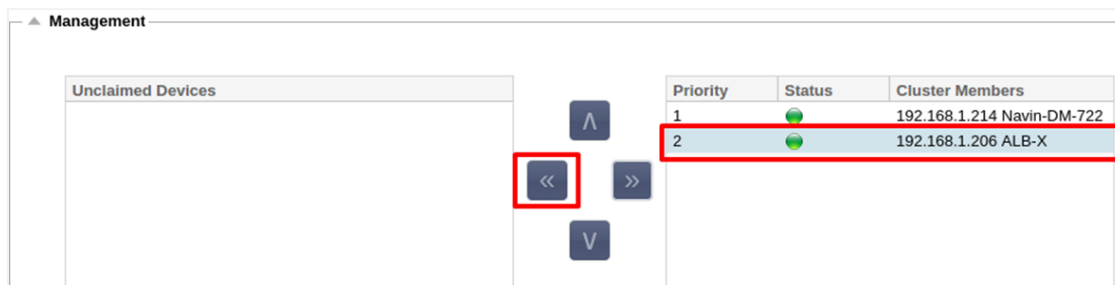 Management
Unclaimed Devices
Priority Status Cluster Members
1 192.168.1.214 Navin-DM-722
2 192.168.1.206 ALB-X